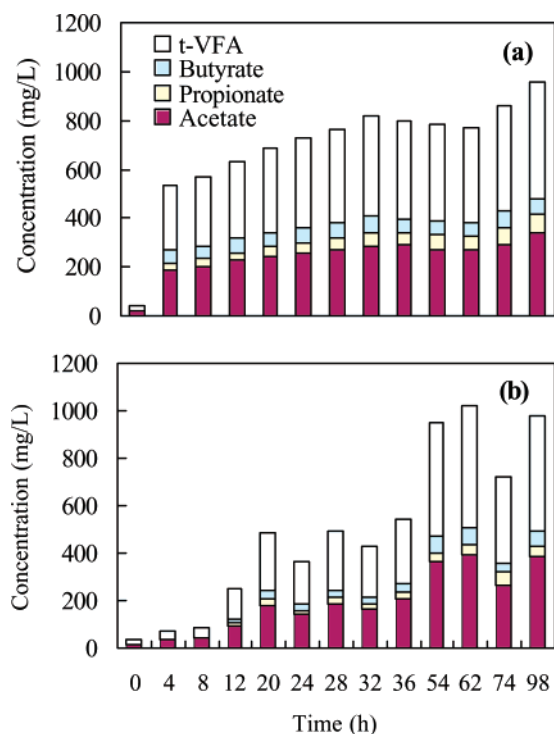 1200
1000
800
600
400
200
0
Concentration (mg/L)
t-VFA
Butyrate
Propionate
Acetate
(a)
1200
1000
800
600
400
200
0
Concentration (mg/L)
(b)
0 4 8 12 20 24 28 32 36 54 62 74 98
Time (h)